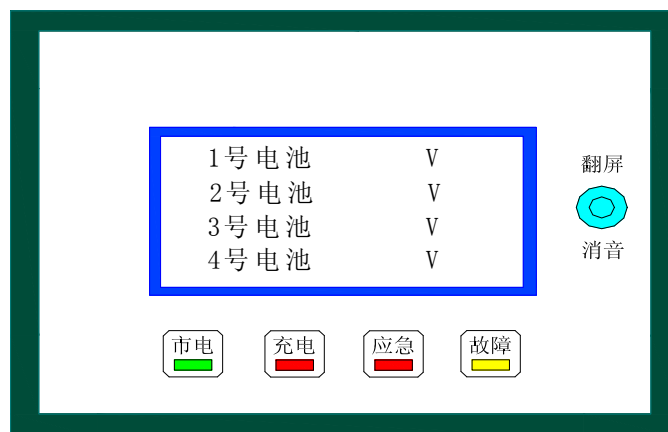 1号电池 V
2号电池 V
3号电池 V
4号电池 V
翻屏
消音
市电 充电 应急 故障